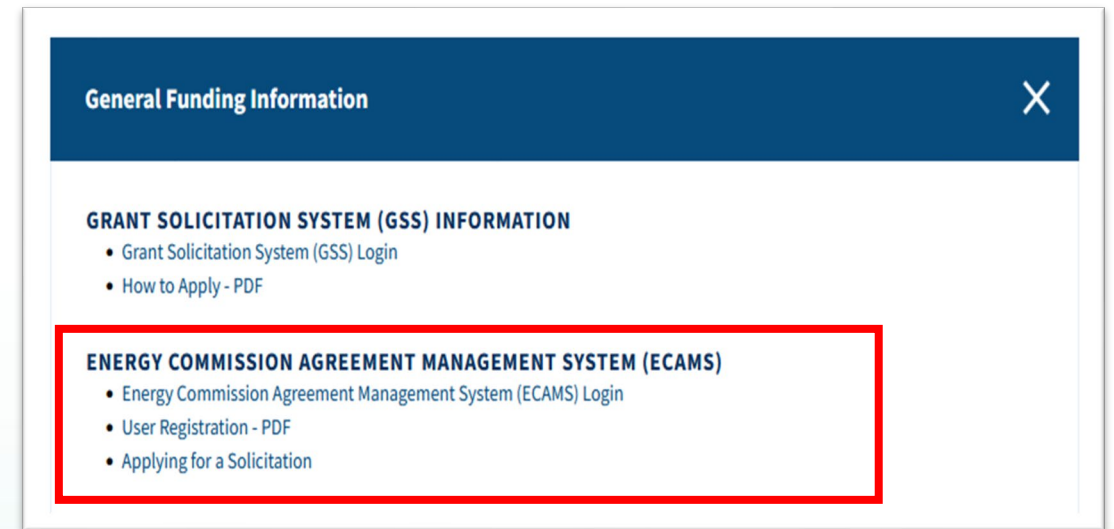 General Funding Information
GRANT SOLICITATION SYSTEM (GSS) INFORMATION
• Grant Solicitation System (GSS) Login
• How to Apply - PDF
ENERGY COMMISSION AGREEMENT MANAGEMENT SYSTEM (ECAMS)
• Energy Commission Agreement Management System (ECAMS) Login
• User Registration - PDF
• Applying for a Solicitation